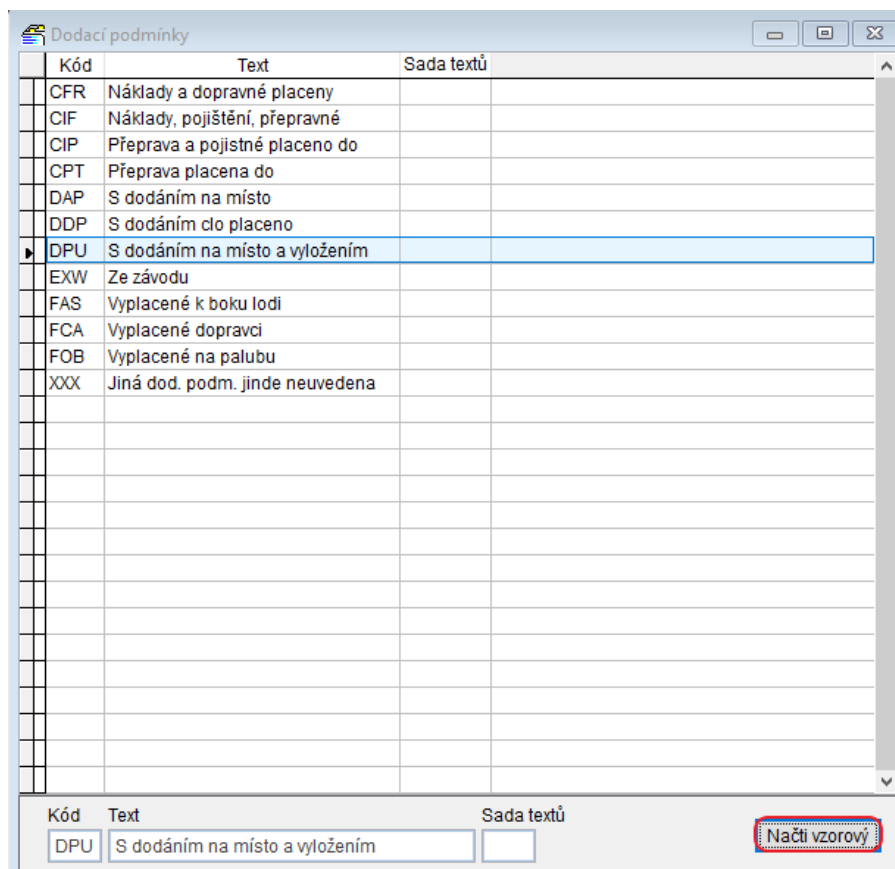 Dodací podmínky
Kód Text Sada textů
CFR Náklady a dopravné placeny
CIF Náklady, pojištění, přepravné
CIP Přeprava a pojistné placeno do
CPT Přeprava placena do
DAP S dodáním na místo
DDP S dodáním clo placeno
DPU S dodáním na místo a vyložením
EXW Ze závodu
FAS Vyplacené k boku lodi
FCA Vyplacené dopravci
FOB Vyplacené na palubu
XXX Jiná dod. podm. jinde neuvedena
Kód Text Sada textů
DPU S dodáním na místo a vyložením Načti vzorový